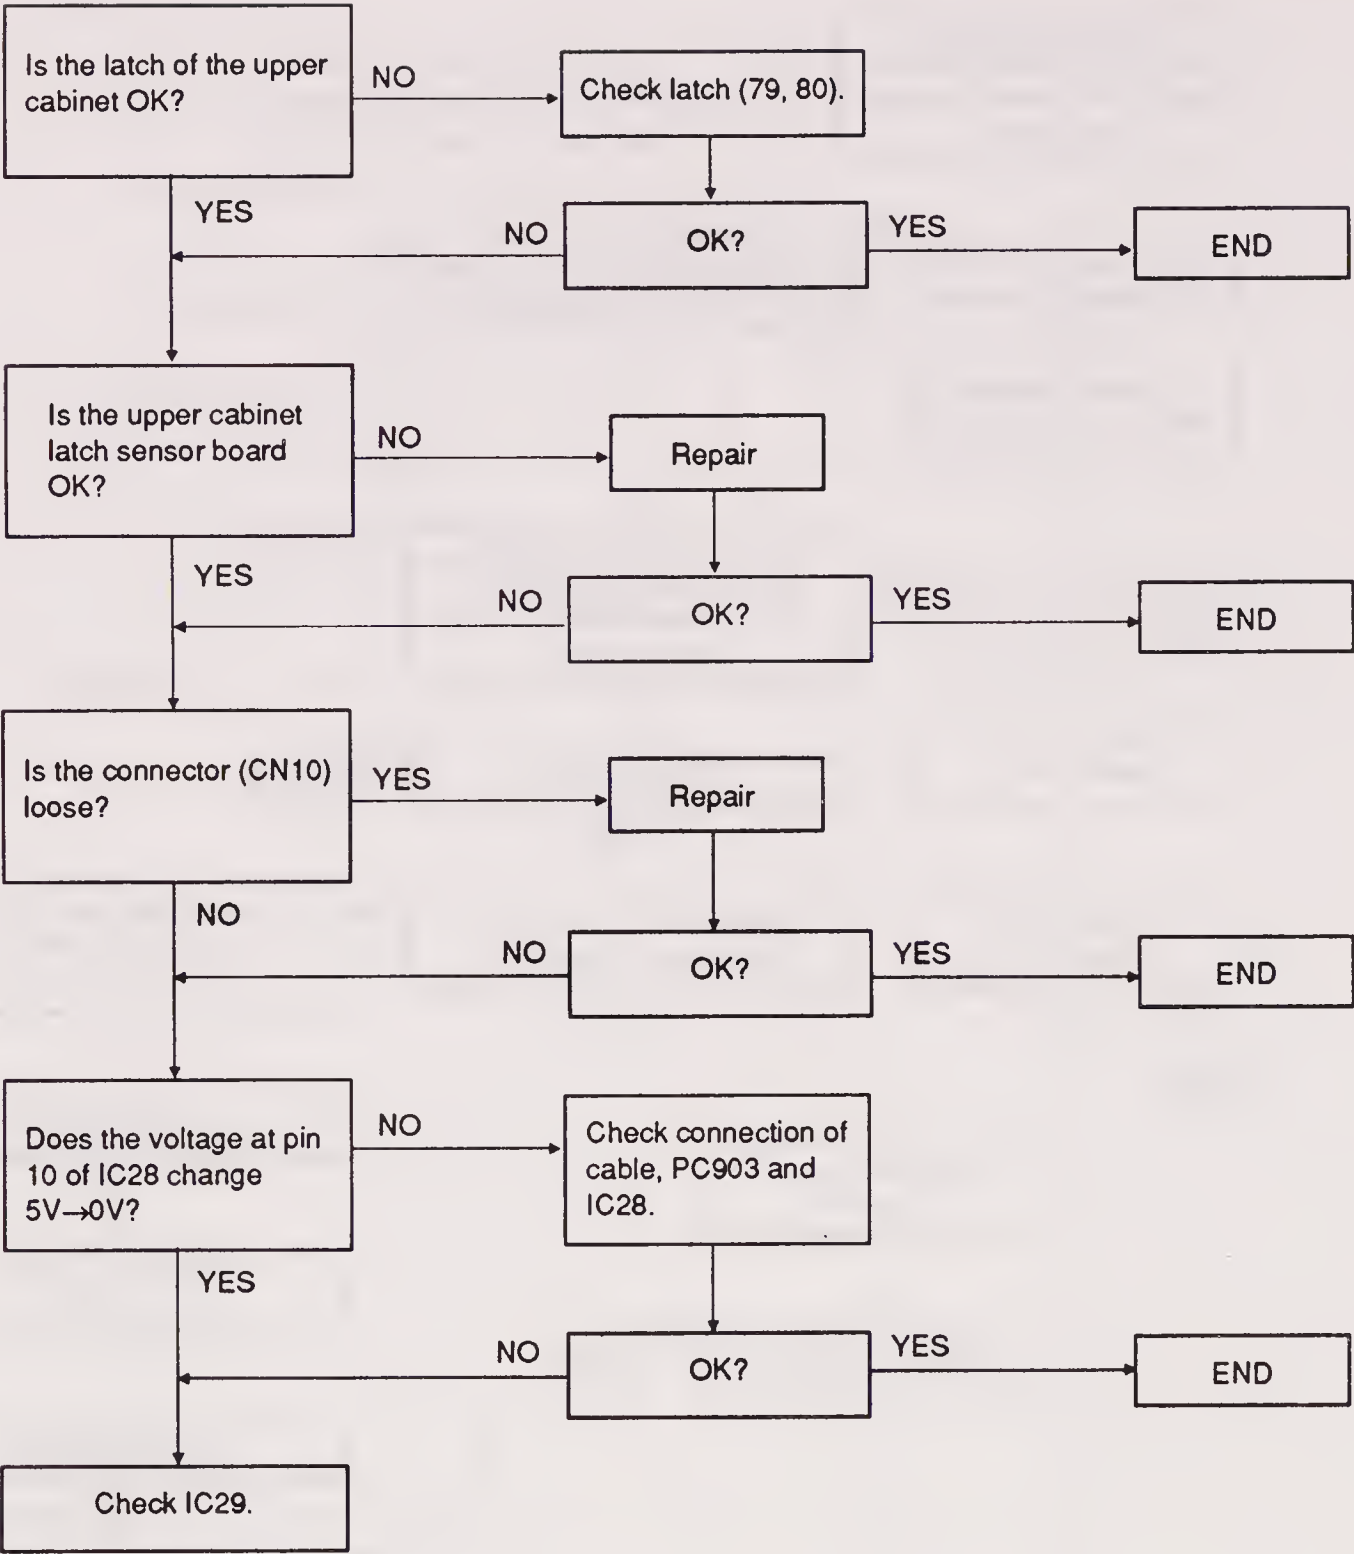 Is the latch of the upper
cabinet OK?
NO
Check latch (79, 80).
YES
NO
OK?
YES
END
Is the upper cabinet
latch sensor board
OK?
NO
Repair
YES
NO
OK?
YES
END
Is the connector (CN10)
loose?
YES
Repair
NO
NO
OK?
YES
END
Does the voltage at pin
10 of IC28 change
5V→0V?
NO
Check connection of
cable, PC903 and
IC28.
YES
NO
OK?
YES
END
Check IC29.